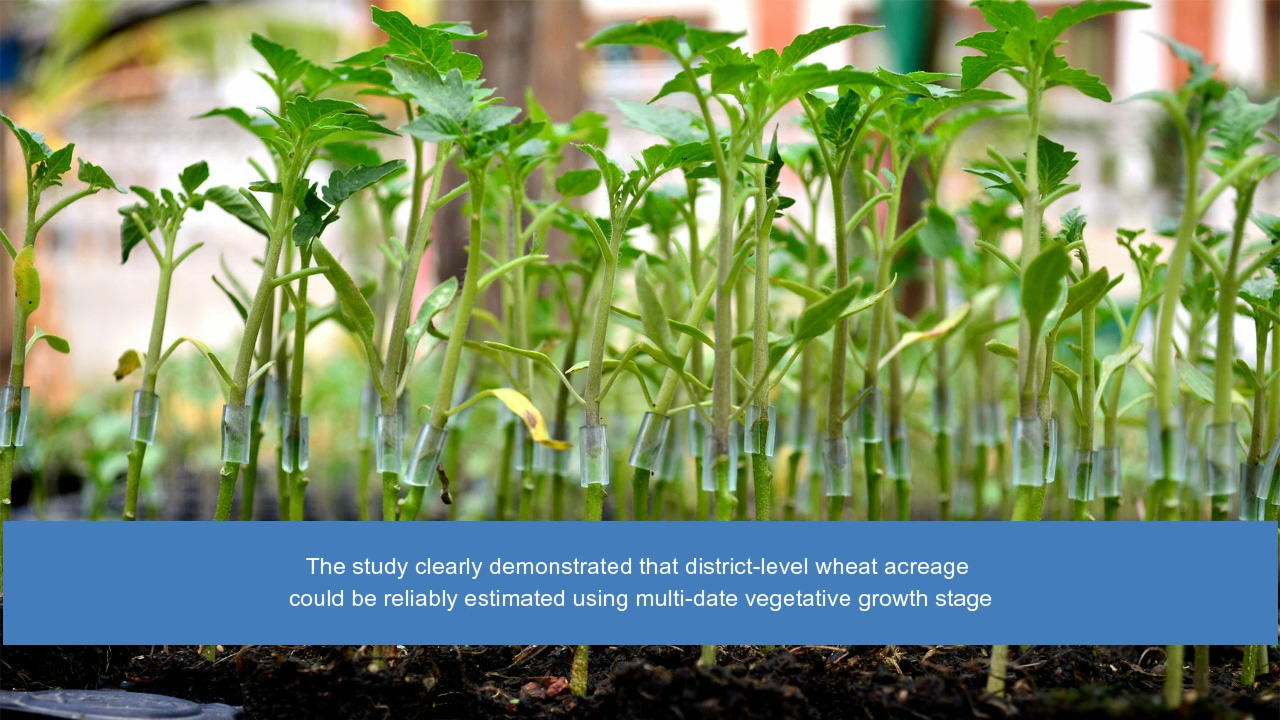 The study clearly demonstrated that district-level wheat acreage
could be reliably estimated using multi-date vegetative growth stage